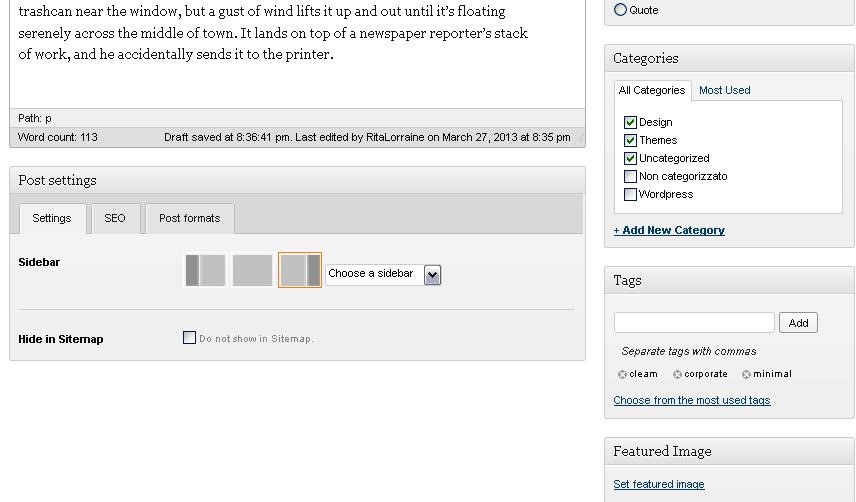 trashcan near the window, but a gust of wind lifts it up and out until it's floating
serenely across the middle of town. It lands on top of a newspaper reporter's stack
of work, and he accidentally sends it to the printer.
Path: p
Word count: 113 Draft saved at 8:36:41 pm. Last edited by RitaLorraine on March 27, 2013 at 8:35 pm
Post settings
Settings SEO Post formats
Sidebar
Choose a sidebar
Hide in Sitemap
Do not show in Sitemap.
Quote
Categories
All Categories Most Used
Design
Themes
Uncategorized
Non categorizzato
Wordpress
+ Add New Category
Tags
Add
Separate tags with commas
cleam corporate minimal
Choose from the most used tags
Featured Image
Set featured image